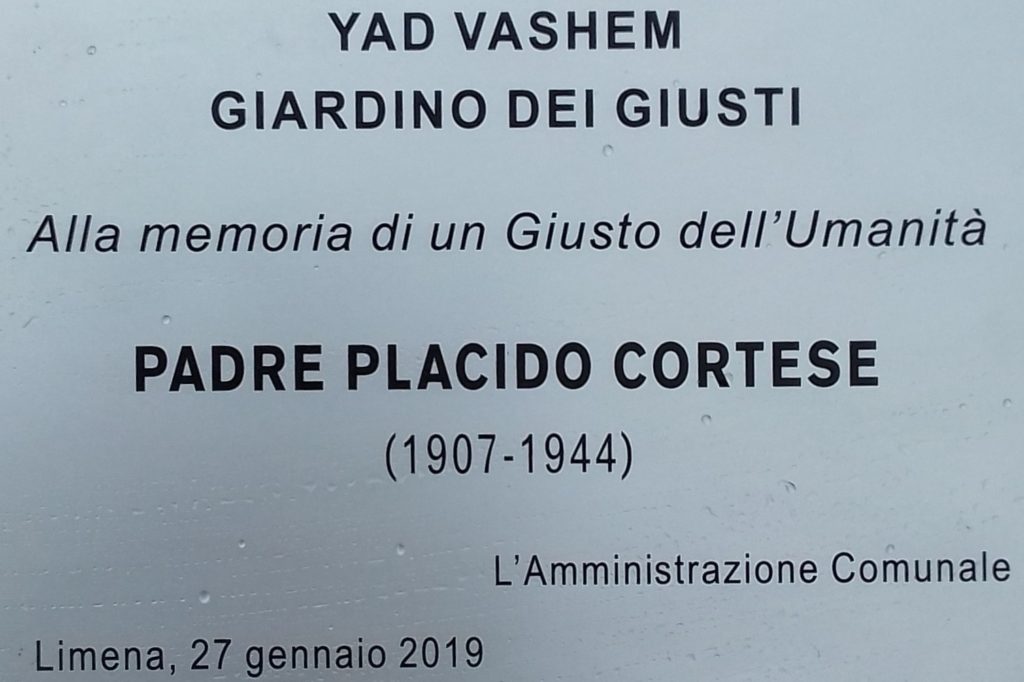 YAD VASHEM
GIARDINO DEI GIUSTI
Alla memoria di un Giusto dell'Umanità
PADRE PLACIDO CORTESE
(1907-1944)
L'Amministrazione Comunale
Limena, 27 gennaio 2019